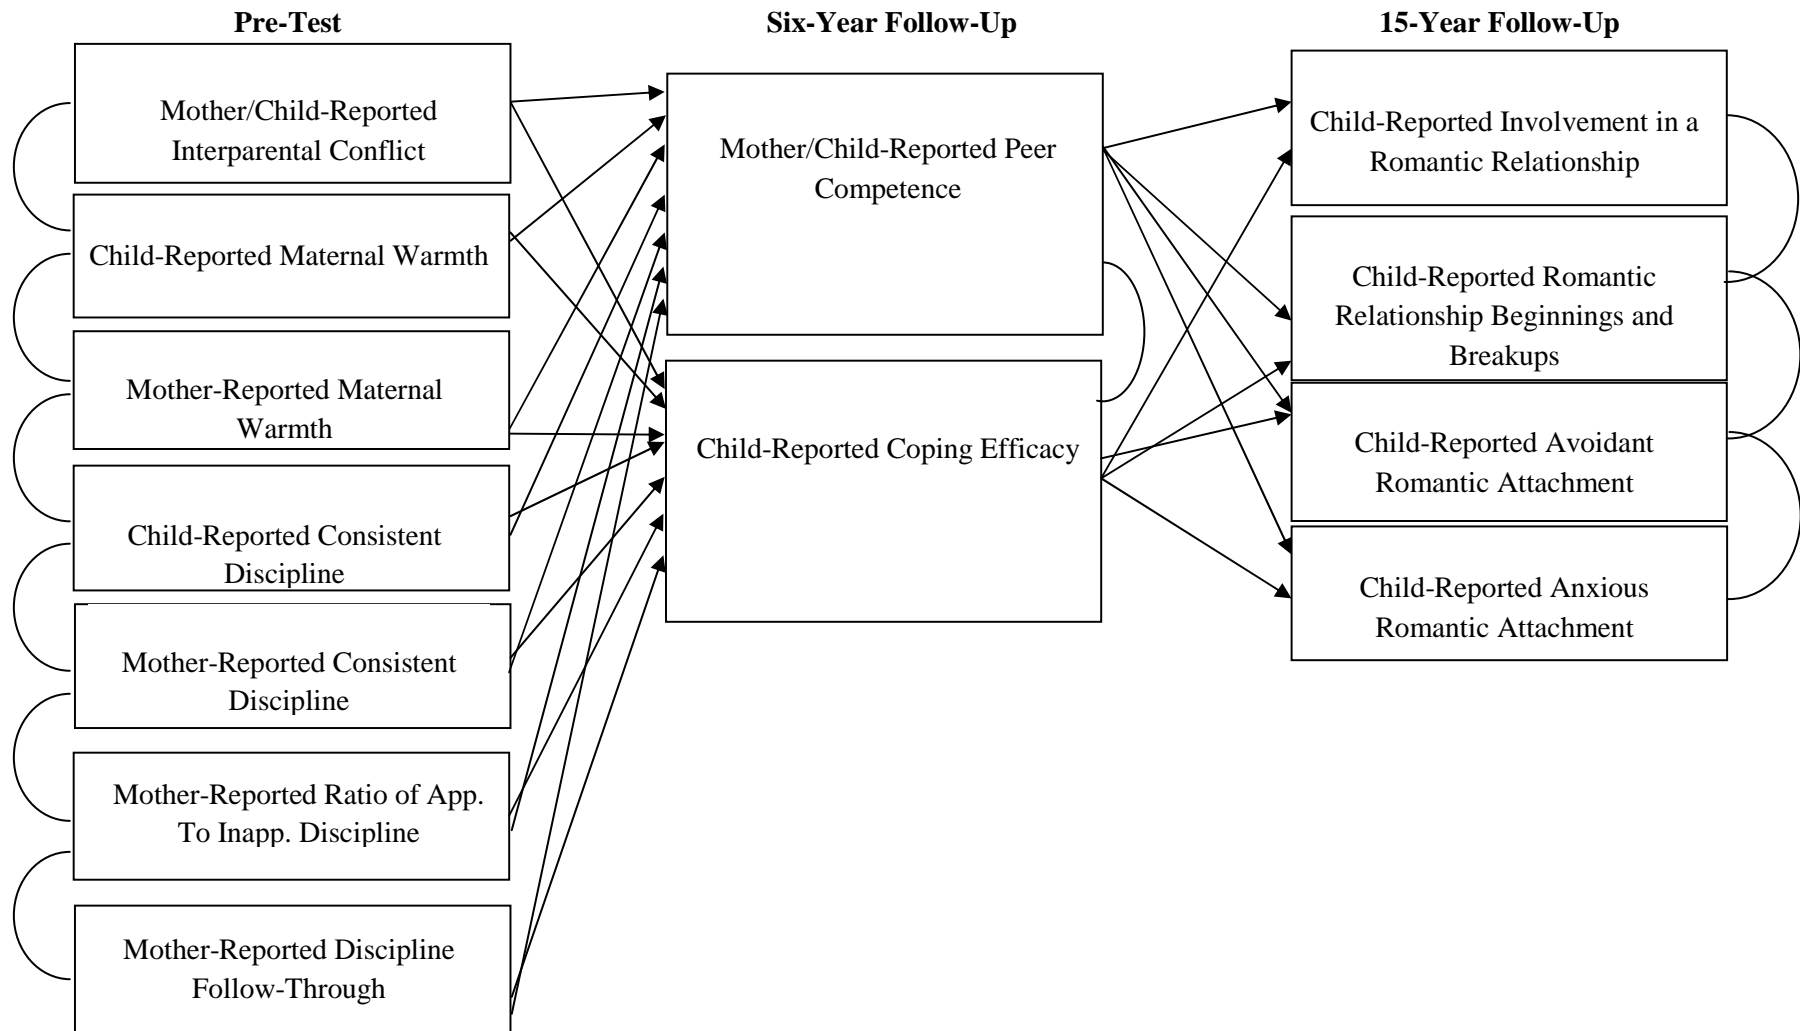 Pre-Test
Six-Year Follow-Up
15-Year Follow-Up
Mother/Child-Reported
Interparental Conflict
Child-Reported Maternal Warmth
Mother-Reported Maternal
Warmth
Child-Reported Consistent
Discipline
Mother-Reported Consistent
Discipline
Mother-Reported Ratio of App.
To Inapp. Discipline
Mother-Reported Discipline
Follow-Through
Mother/Child-Reported Peer
Competence
Child-Reported Coping Efficacy
Child-Reported Involvement in a
Romantic Relationship
Child-Reported Romantic
Relationship Beginnings and
Breakups
Child-Reported Avoidant
Romantic Attachment
Child-Reported Anxious
Romantic Attachment